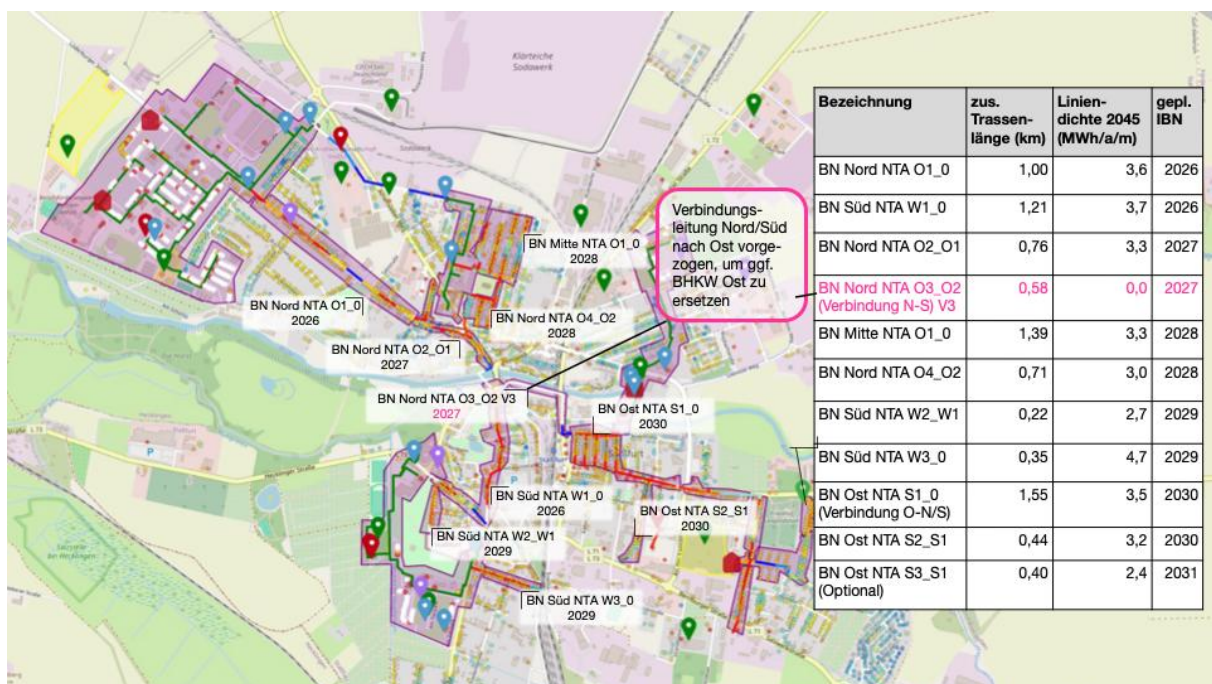 Klärteiche
Sodawerk
Sodawerk
L 73
BN Mitte NTA O1_0
2028
BN Nord NTA O1_0
2026
BN Nord NTA O4_O2
2028
BN Nord NTA O2_O1
2027
BN Nord NTA O3_O2 V3
2027
BN Ost NTA S1_0
2030
L 73
Hecklinger Straße
BN Süd NTA W1_0
2026
BN Ost NTA S2_S1
2030
BN Süd NTA W2_W1
2029
BN Süd NTA W3_0
2029
L 71
L 73
L 73
Verbindungs-
leitung Nord/Süd
nach Ost vorge-
zogen, um ggf.
BHKW Ost zu
ersetzen
Bezeichnung zus. Trassen-länge (km) Linien-dichte 2045 (MWh/a/m) gepl. IBN
BN Nord NTA O1_0 1,00 3,6 2026
BN Süd NTA W1_0 1,21 3,7 2026
BN Nord NTA O2_O1 0,76 3,3 2027
BN Nord NTA O3_O2 0,58 0,0 2027
(Verbindung N-S) V3
BN Mitte NTA O1_0 1,39 3,3 2028
BN Nord NTA O4_O2 0,71 3,0 2028
BN Süd NTA W2_W1 0,22 2,7 2029
BN Süd NTA W3_0 0,35 4,7 2029
BN Ost NTA S1_0 1,55 3,5 2030
(Verbindung O-N/S)
BN Ost NTA S2_S1 0,44 3,2 2030
BN Ost NTA S3_S1 0,40 2,4 2031
(Optional)